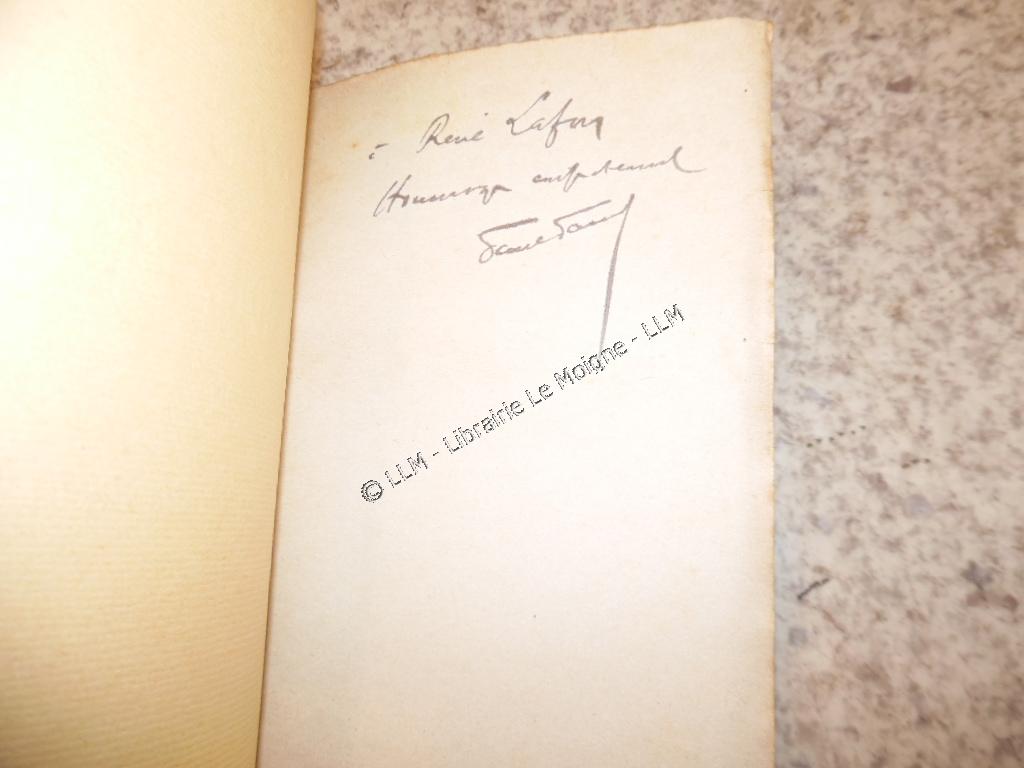 à René Lafon
Hommage confraternel
© LLM - Librairie Le Moigne - LLM